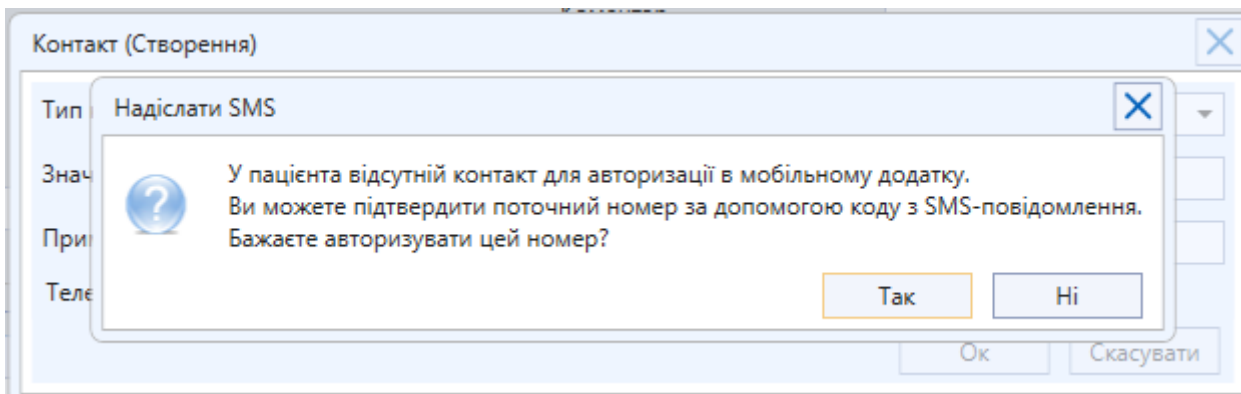 Контакт (Створення)
Тип
Надіслати SMS
Знач
У пацієнта відсутній контакт для авторизації в мобільному додатку.
Ви можете підтвердити поточний номер за допомогою коду з SMS-повідомлення.
Бажаєте авторизувати цей номер?
При
Теле
Так
Ні
Ок
Скасувати